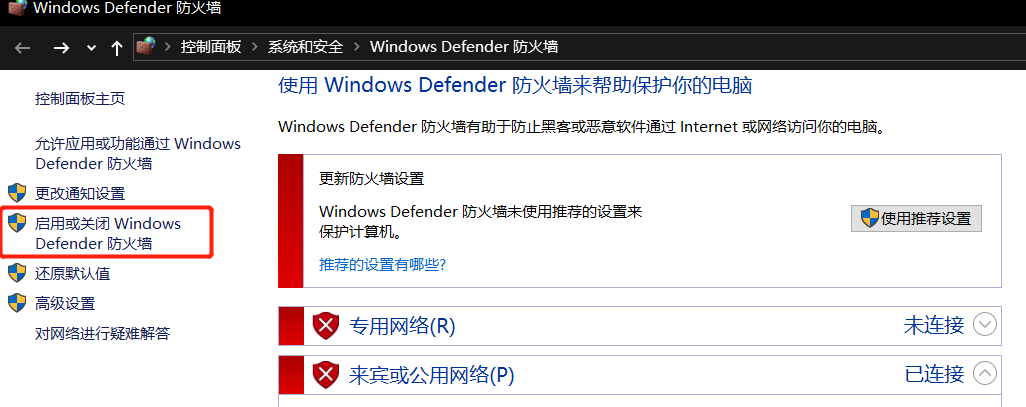 Windows Defender 防火墙
控制面板 系统和安全 Windows Defender 防火墙
控制面板主页
允许应用或功能通过 Windows
Defender 防火墙
更改通知设置
启用或关闭 Windows
Defender 防火墙
还原默认值
高级设置
对网络进行疑难解答
使用 Windows Defender 防火墙来帮助保护你的电脑
Windows Defender 防火墙有助于防止黑客或恶意软件通过 Internet 或网络访问你的电脑。
更新防火墙设置
Windows Defender 防火墙未使用推荐的设置来
保护计算机。
使用推荐设置
推荐的设置有哪些?
专用网络(R) 未连接
来宾或公用网络(P) 已连接